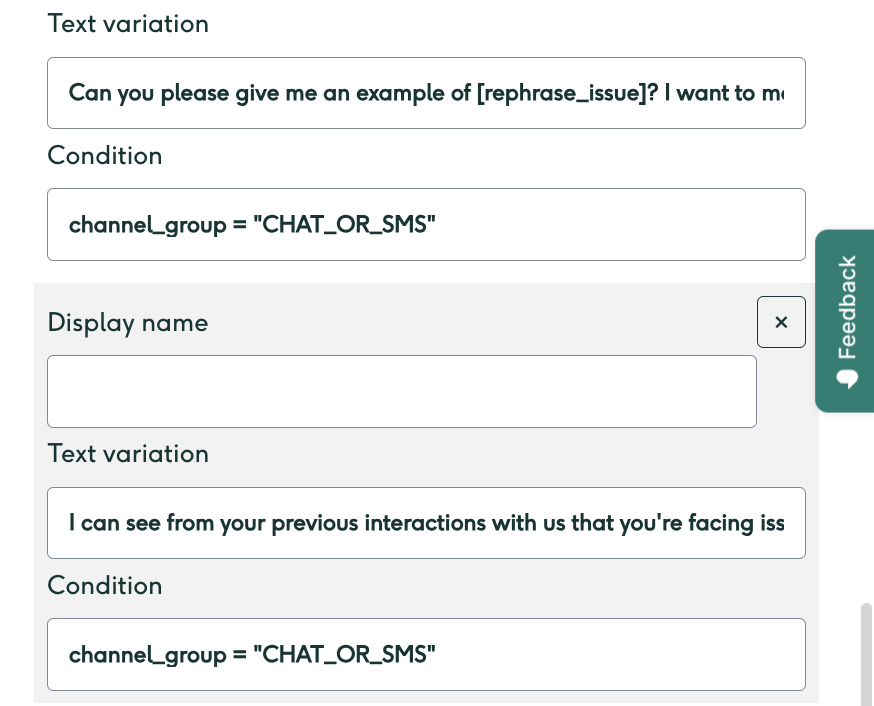 Text variation
Can you please give me an example of [rephrase_issue]? I want to
Condition
channel_group = "CHAT_OR_SMS"
Feedback
Display name
×
Text variation
I can see from your previous interactions with us that you're facing iss
Condition
channel_group = "CHAT_OR_SMS"